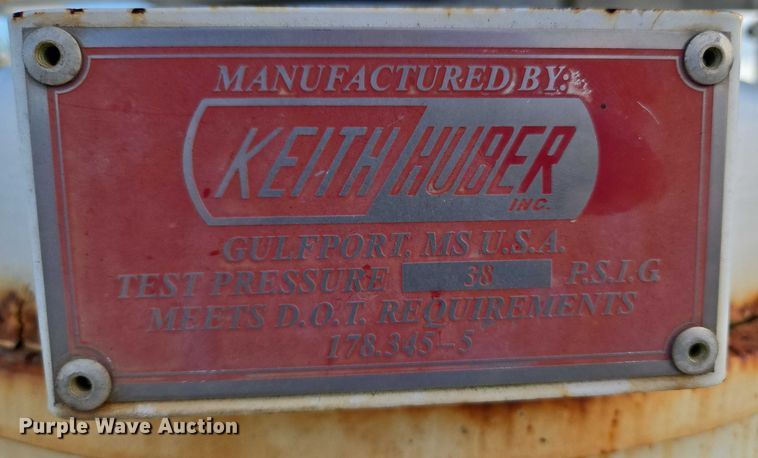 MANUFACTURED BY:
KEITH HUBER
INC.
GULFPORT, MS U.S.A.
TEST PRESSURE 38 P.S.I.G
MEETS D.O.T. REQUIREMENTS
178.345-5
Purple Wave Auction